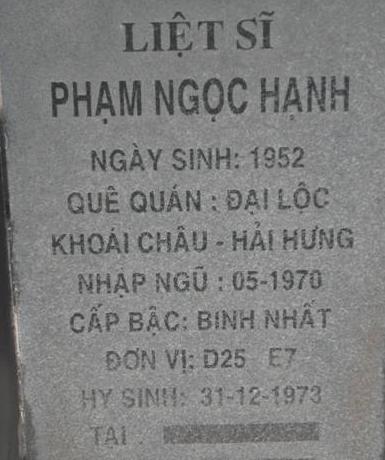 LIỆT SĨ
PHẠM NGỌC HẠNH
NGÀY SINH: 1952
QUÊ QUÁN : ĐẠI LỘC
KHOÁI CHÂU - HẢI HƯNG
NHẬP NGŨ : 05-1970
CẤP BẬC: BINH NHẤT
ĐƠN VỊ: D25 E7
HY SINH: 31-12-1973
TẠI :